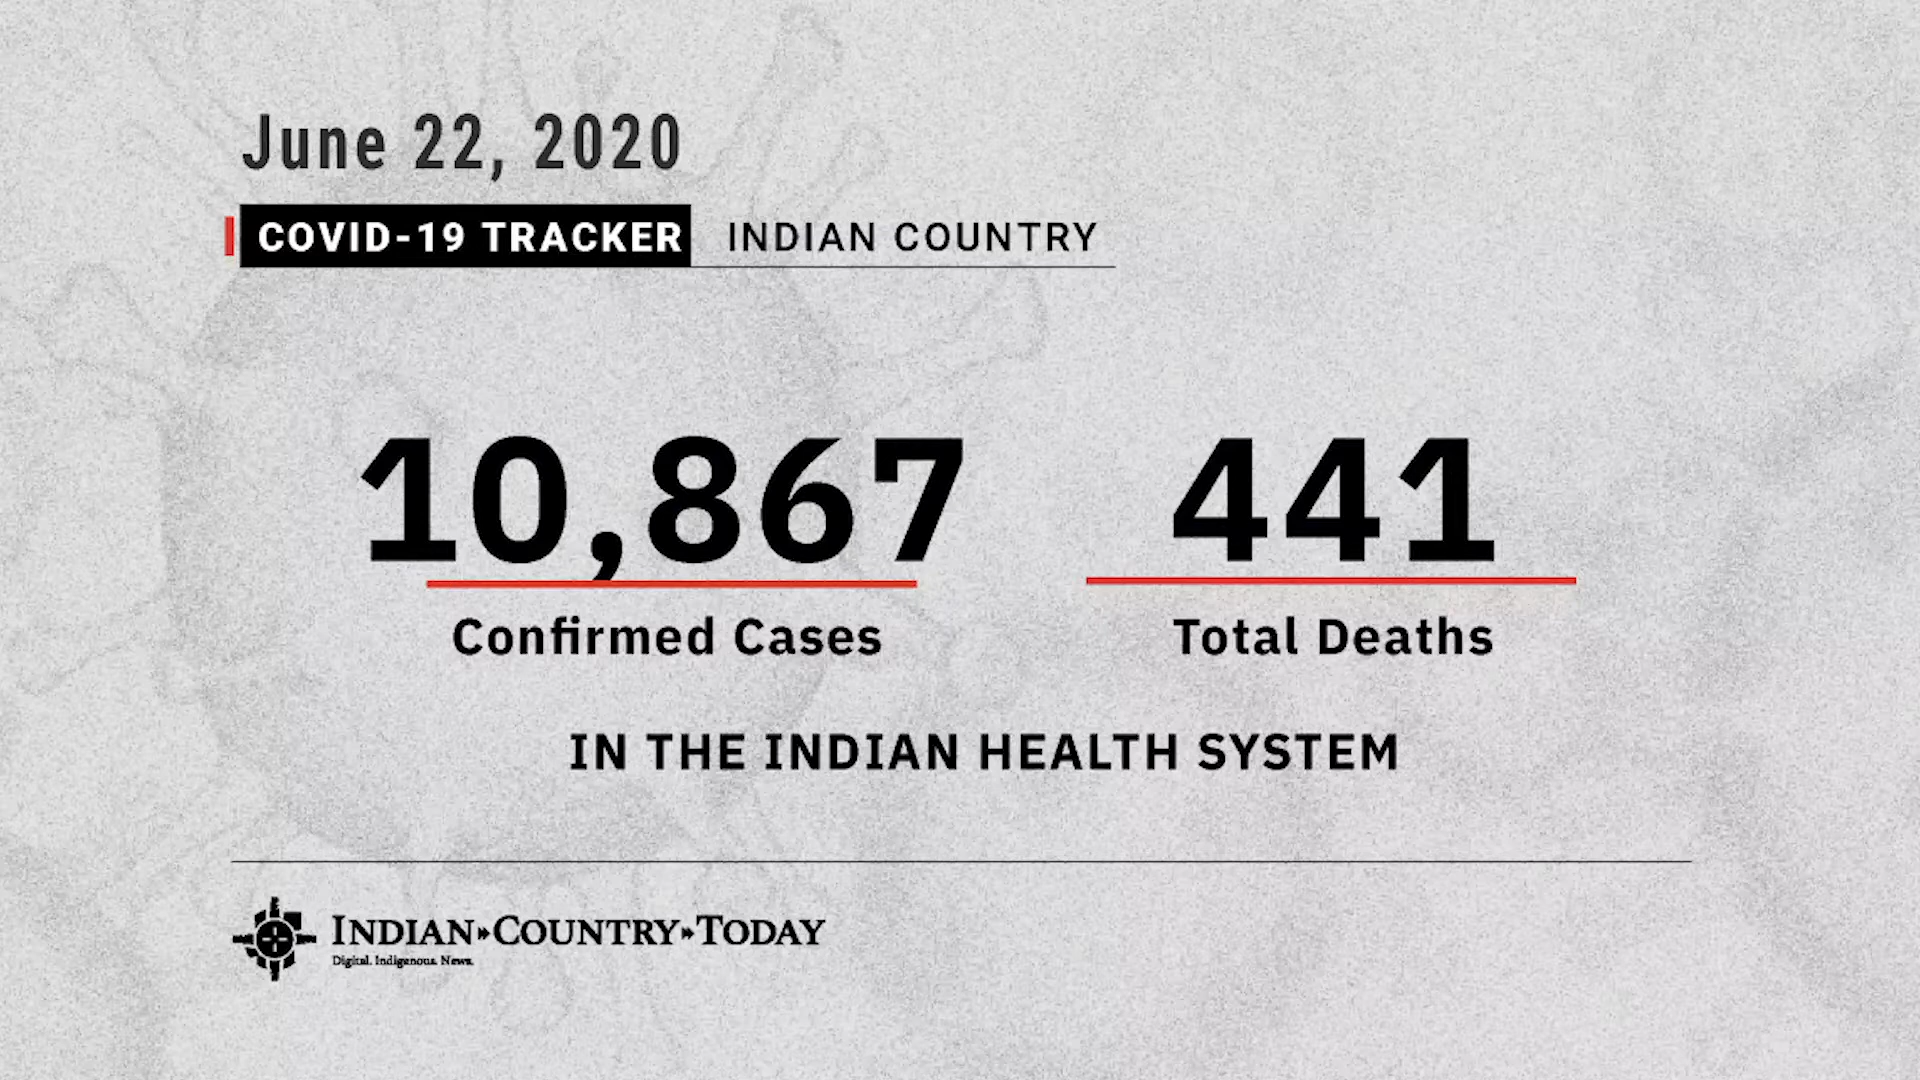 June 22, 2020
COVID-19 TRACKER INDIAN COUNTRY
10,867 441
Confirmed Cases Total Deaths
IN THE INDIAN HEALTH SYSTEM
INDIAN COUNTRY TODAY
Digital. Indigenous. News.